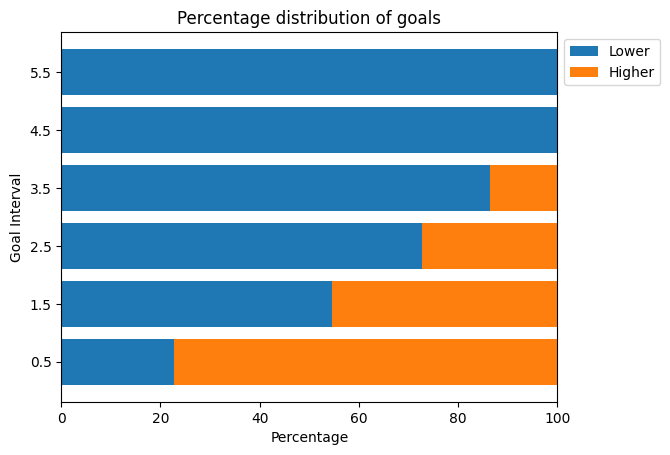 Percentage distribution of goals
Lower
Higher
Goal Interval
5.5
4.5
3.5
2.5
1.5
0.5
0 20 40 60 80 100
Percentage